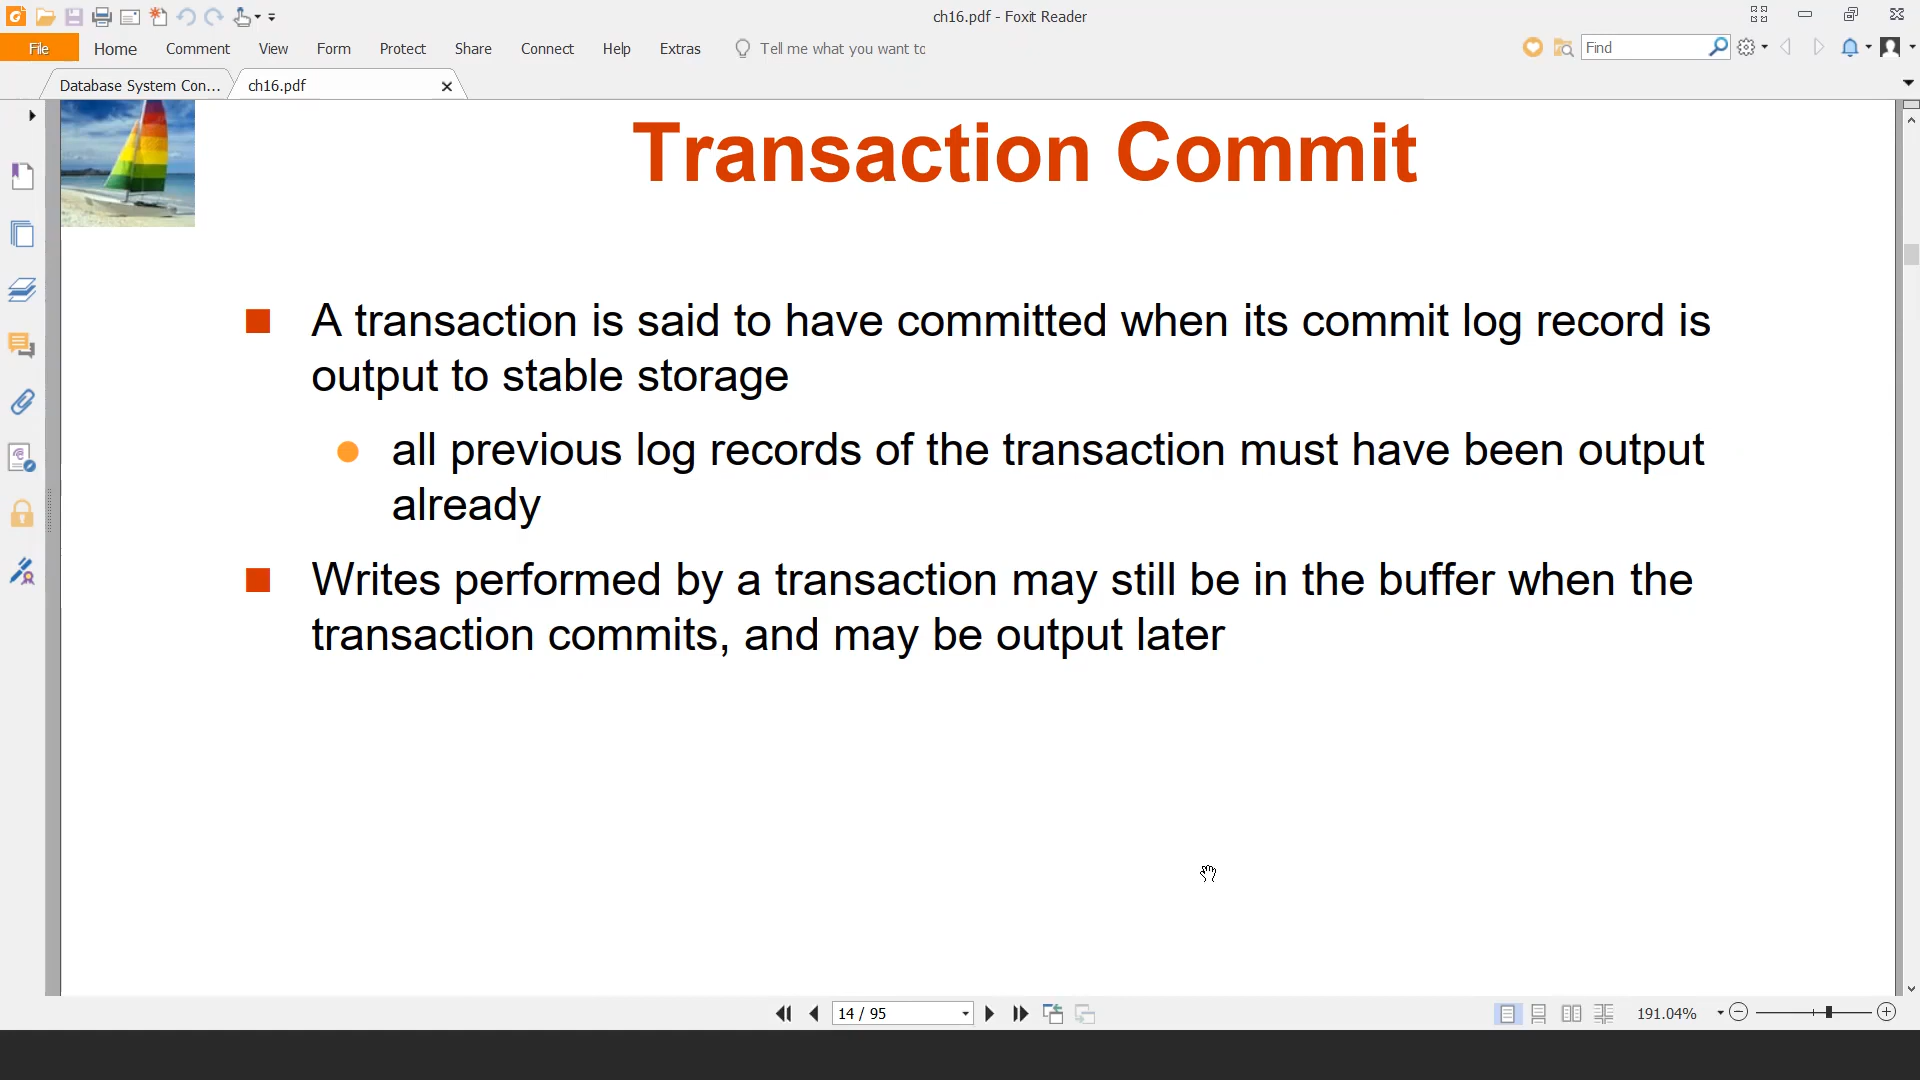 ch16.pdf - Foxit Reader
File Home Comment View Form Protect Share Connect Help Extras Tell me what you want to Find
Database System Con... ch16.pdf
Transaction Commit
A transaction is said to have committed when its commit log record is
output to stable storage
all previous log records of the transaction must have been output
already
Writes performed by a transaction may still be in the buffer when the
transaction commits, and may be output later
14 / 95 191.04%